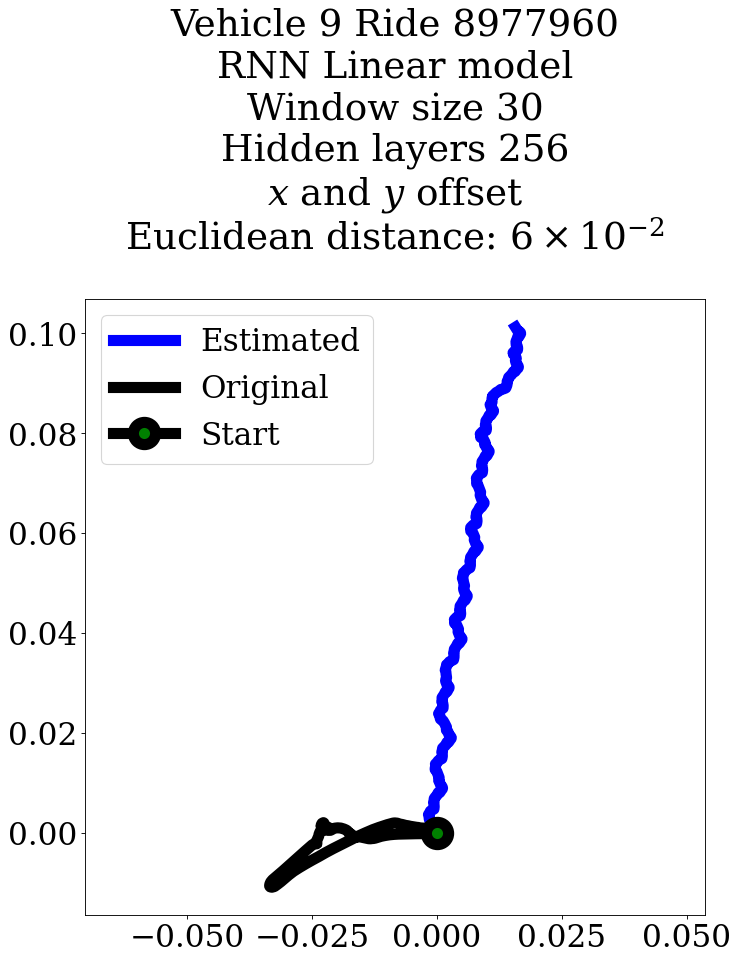 Vehicle 9 Ride 8977960
RNN Linear model
Window size 30
Hidden layers 256
x and y offset
Euclidean distance: 6 × 10⁻²
Estimated
Original
Start
0.10
0.08
0.06
0.04
0.02
0.00
−0.050 −0.025 0.000 0.025 0.050